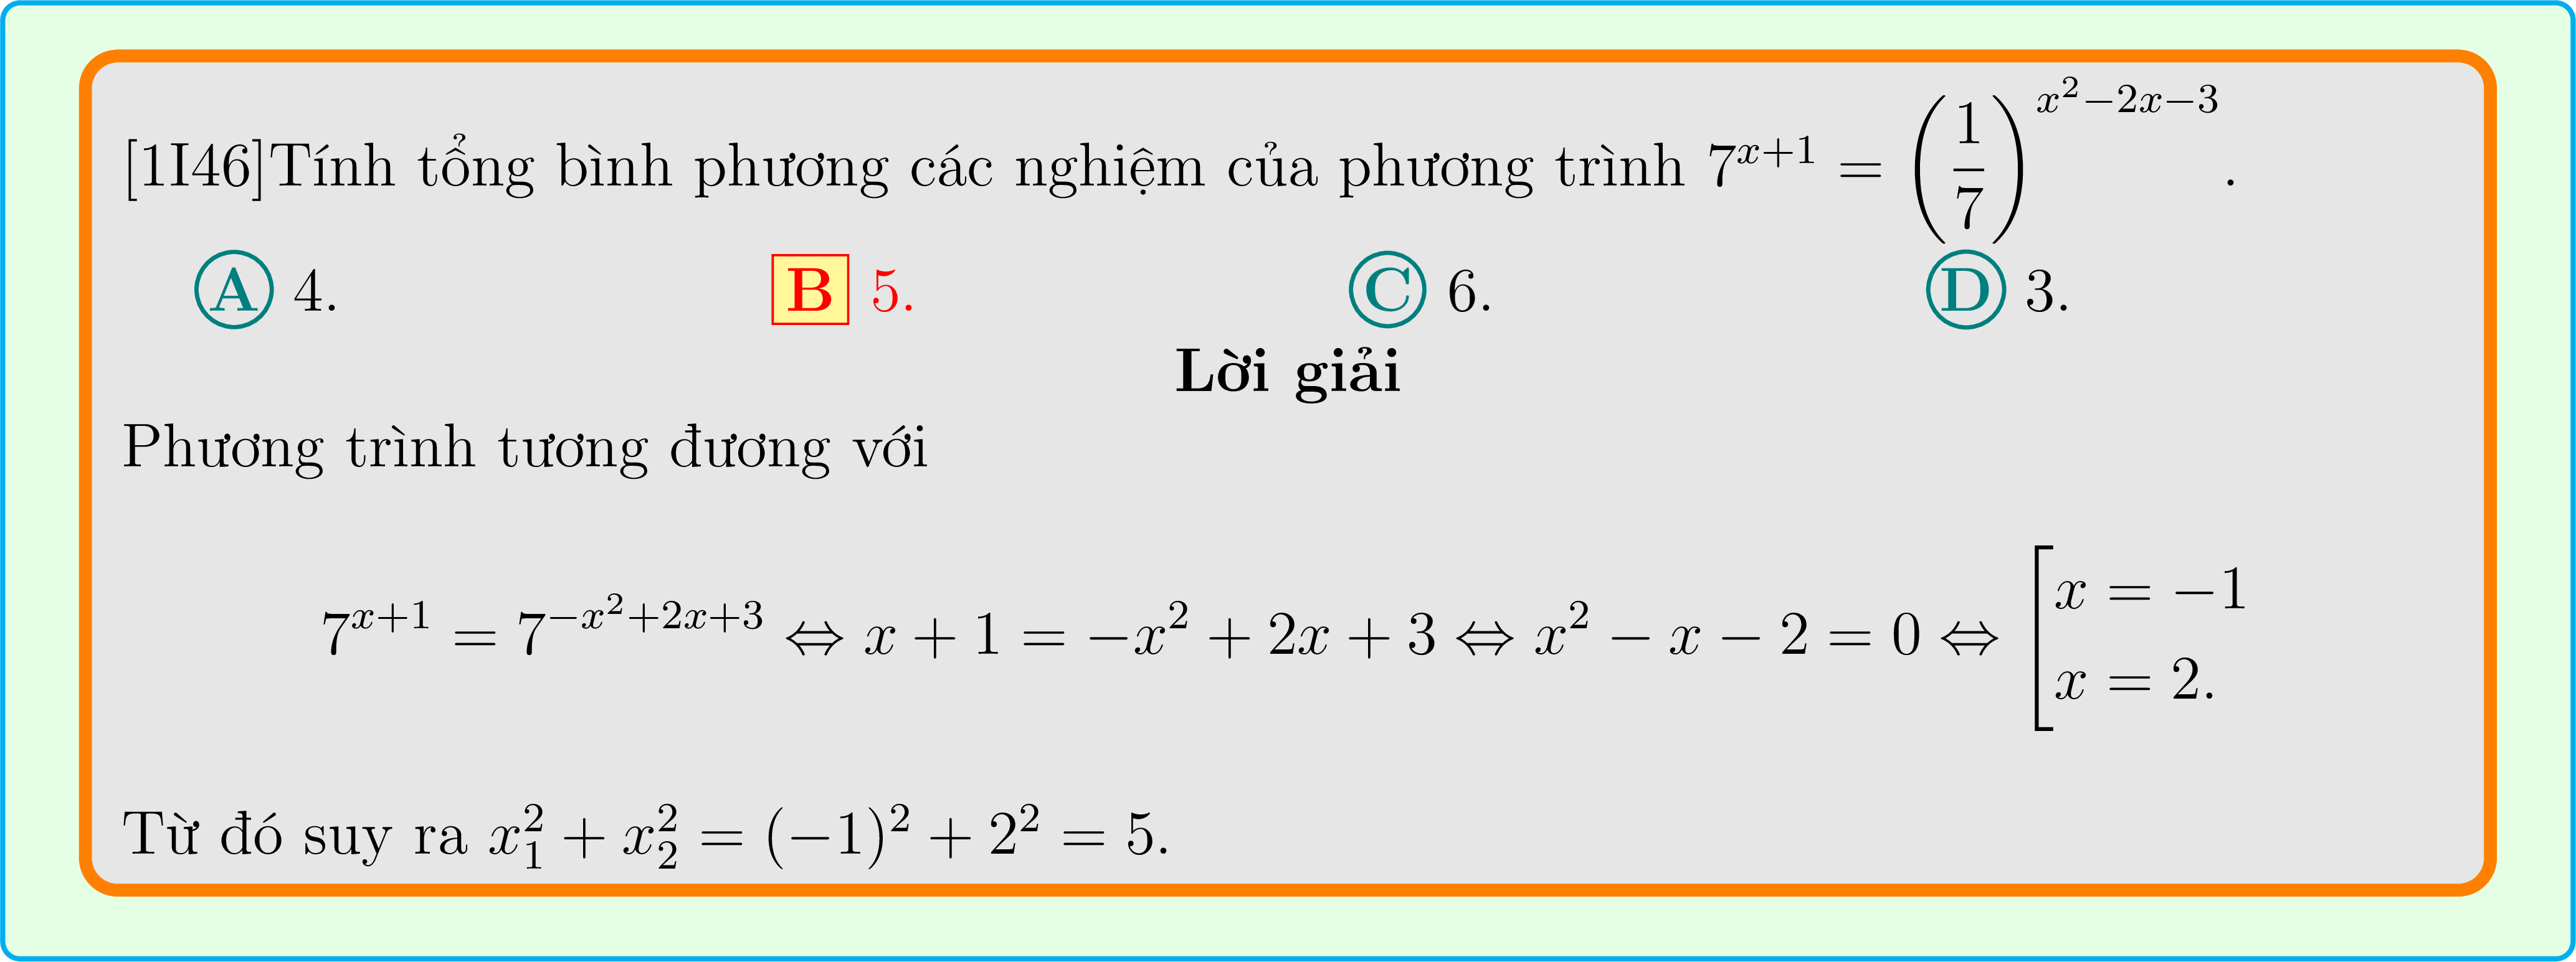 [1I46]Tính tổng bình phương các nghiệm của phương trình $7^{x+1} = \left(\dfrac{1}{7}\right)^{x^2-2x-3}$.
A 4. B 5. C 6. D 3.
Lời giải
Phương trình tương đương với
$7^{x+1} = 7^{-x^2+2x+3} \Leftrightarrow x + 1 = -x^2 + 2x + 3 \Leftrightarrow x^2 - x - 2 = 0 \Leftrightarrow \left[\begin{array}{l} x = -1 \\ x = 2. \end{array}\right.$
Từ đó suy ra $x_1^2 + x_2^2 = (-1)^2 + 2^2 = 5$.